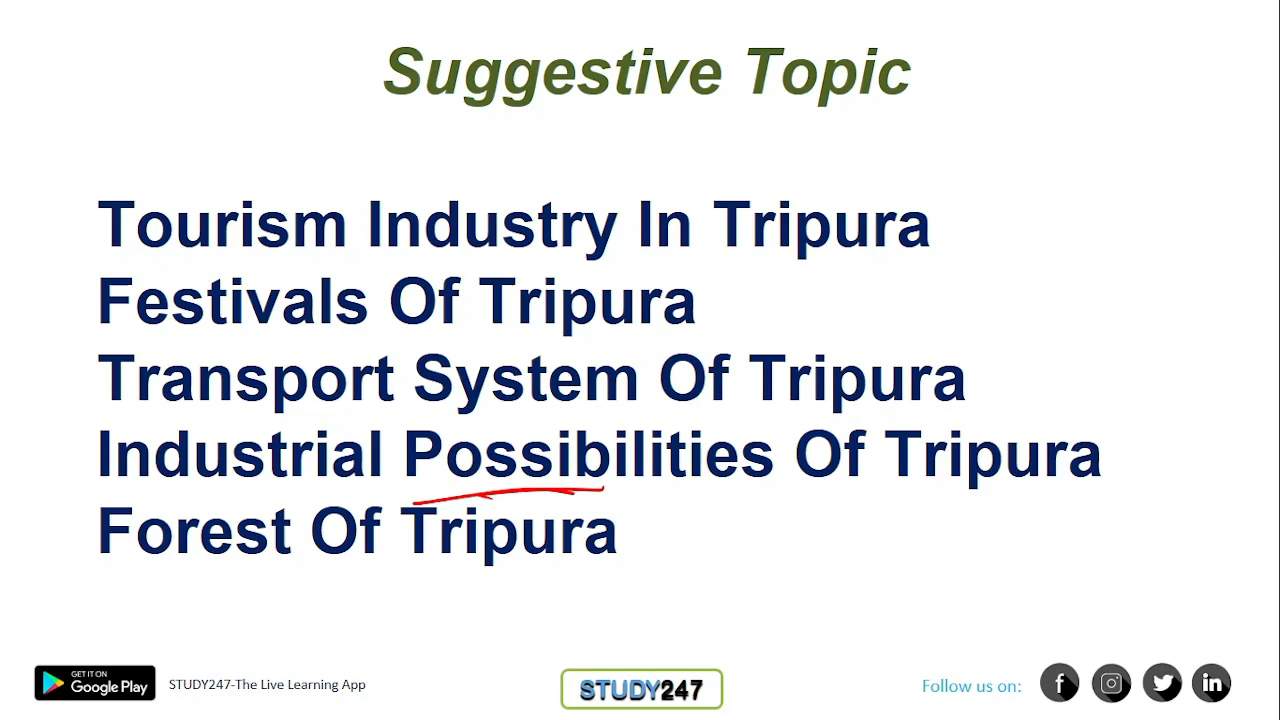 Suggestive Topic
Tourism Industry In Tripura
Festivals Of Tripura
Transport System Of Tripura
Industrial Possibilities Of Tripura
Forest Of Tripura
GET IT ON
Google Play
STUDY247-The Live Learning App
STUDY247
Follow us on: